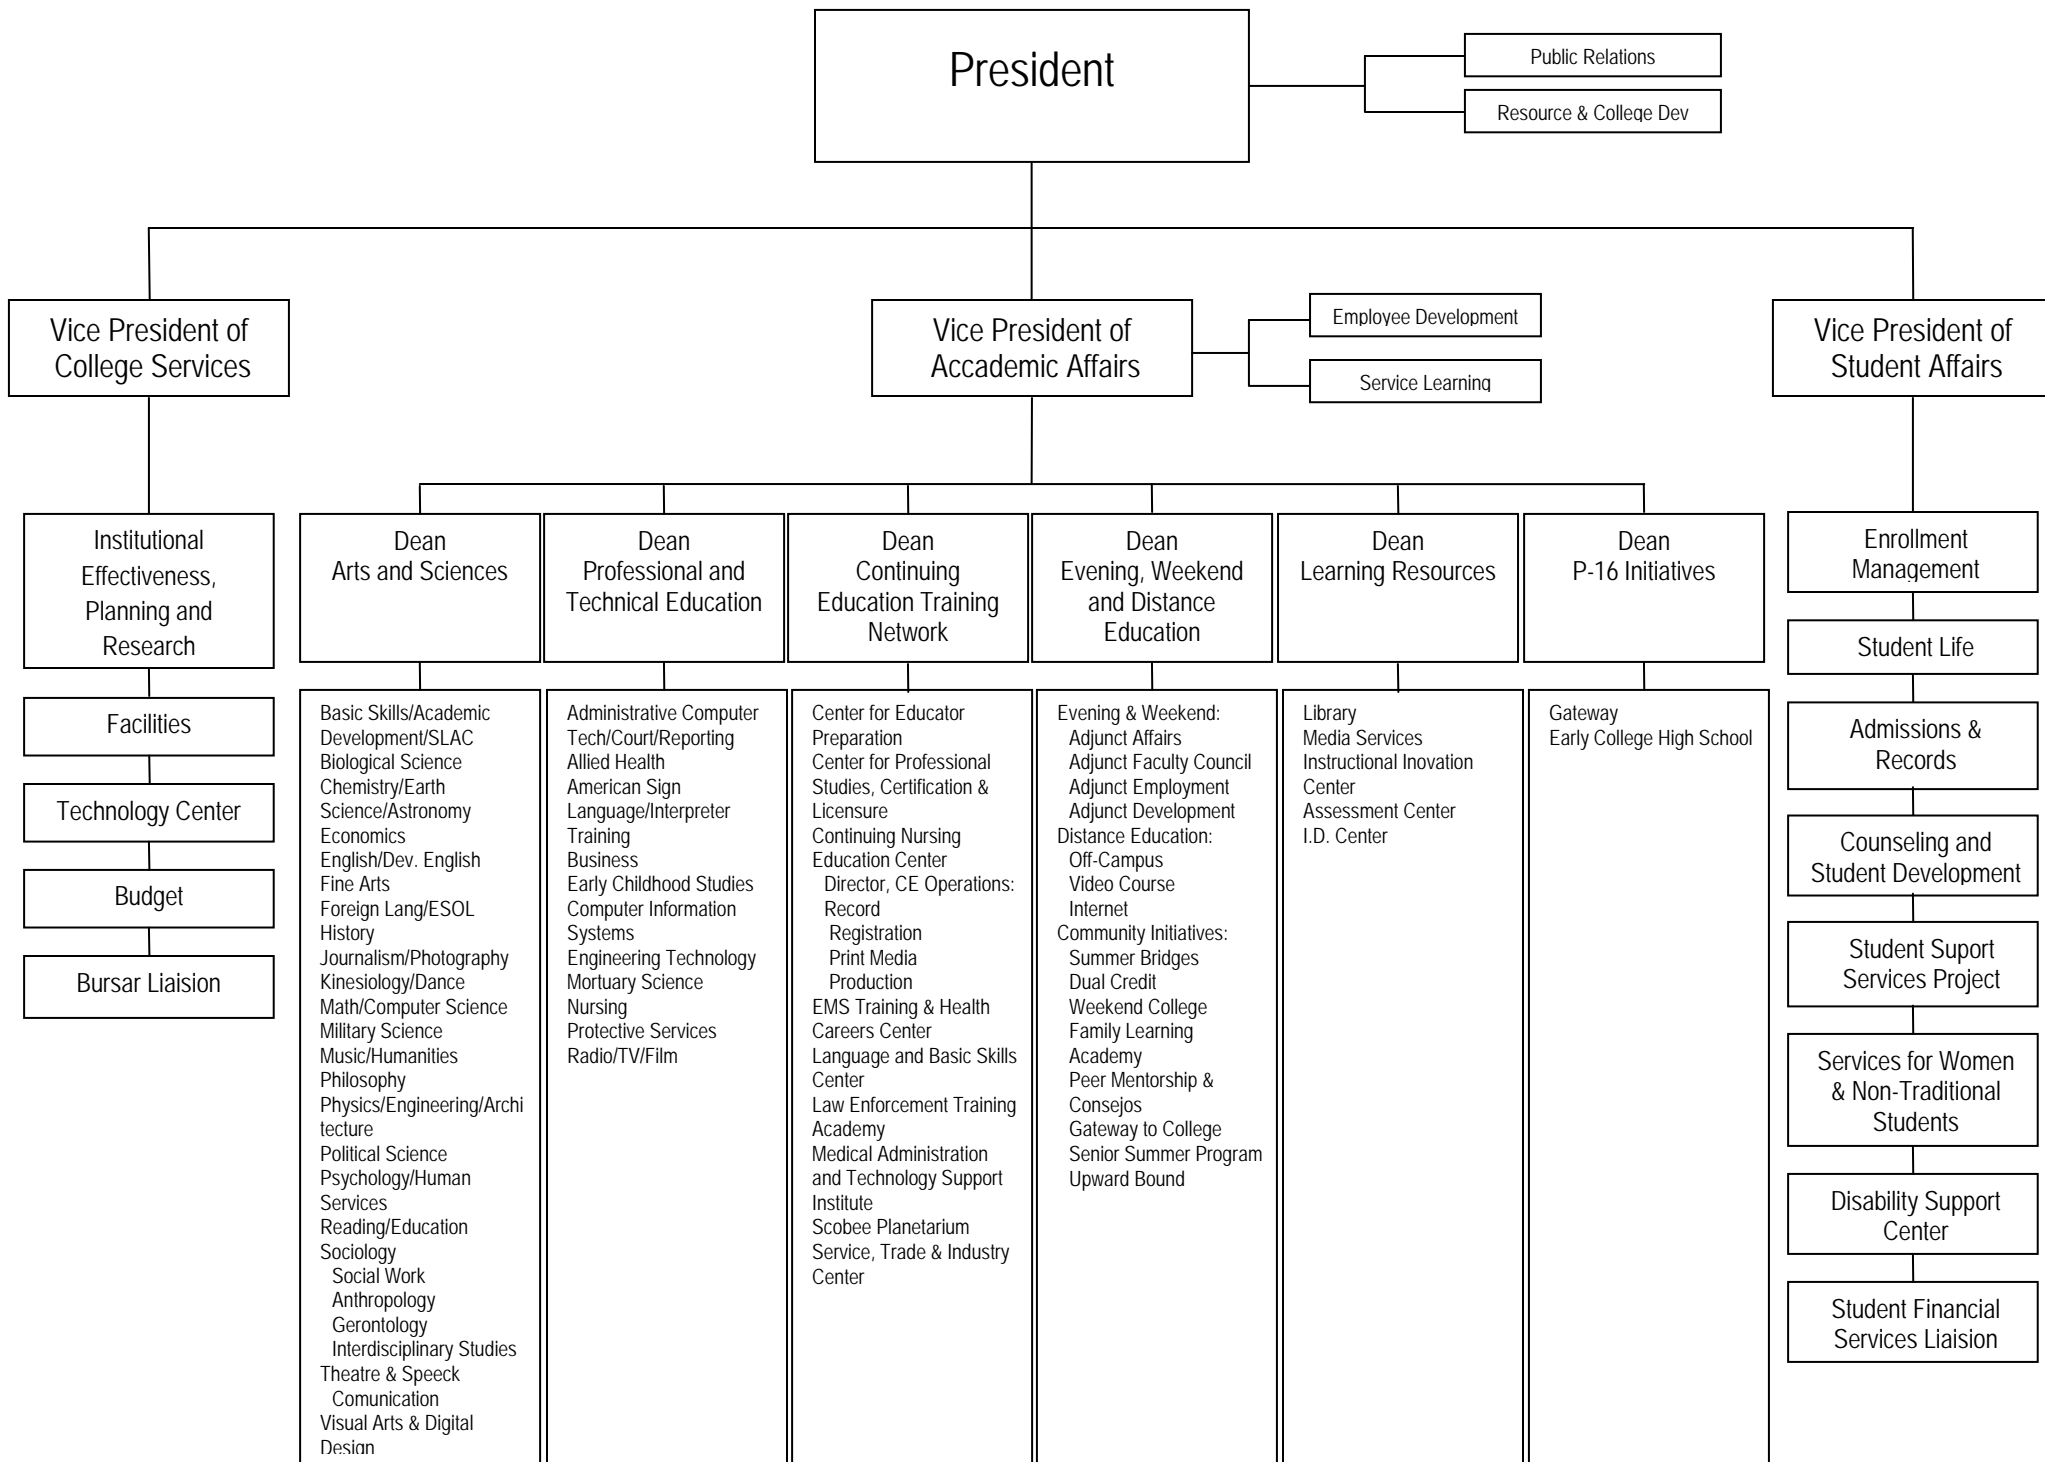 President
Public Relations
Resource & College Dev
Vice President of
College Services
Vice President of
Accademic Affairs
Employee Development
Service Learning
Vice President of
Student Affairs
Institutional
Effectiveness,
Planning and
Research
Facilities
Technology Center
Budget
Bursar Liaision
Dean
Arts and Sciences
Basic Skills/Academic
Development/SLAC
Biological Science
Chemistry/Earth
Science/Astronomy
Economics
English/Dev. English
Fine Arts
Foreign Lang/ESOL
History
Journalism/Photography
Kinesiology/Dance
Math/Computer Science
Military Science
Music/Humanities
Philosophy
Physics/Engineering/Archi
tecture
Political Science
Psychology/Human
Services
Reading/Education
Sociology
Social Work
Anthropology
Gerontology
Interdisciplinary Studies
Theatre & Speeck
Comunication
Visual Arts & Digital
Design
Dean
Professional and
Technical Education
Administrative Computer
Tech/Court/Reporting
Allied Health
American Sign
Language/Interpreter
Training
Business
Early Childhood Studies
Computer Information
Systems
Engineering Technology
Mortuary Science
Nursing
Protective Services
Radio/TV/Film
Dean
Continuing
Education Training
Network
Center for Educator
Preparation
Center for Professional
Studies, Certification &
Licensure
Continuing Nursing
Education Center
Director, CE Operations:
Record
Registration
Print Media
Production
EMS Training & Health
Careers Center
Language and Basic Skills
Center
Law Enforcement Training
Academy
Medical Administration
and Technology Support
Institute
Scobee Planetarium
Service, Trade & Industry
Center
Dean
Evening, Weekend
and Distance
Education
Evening & Weekend:
Adjunct Affairs
Adjunct Faculty Council
Adjunct Employment
Adjunct Development
Distance Education:
Off-Campus
Video Course
Internet
Community Initiatives:
Summer Bridges
Dual Credit
Weekend College
Family Learning
Academy
Peer Mentorship &
Consejos
Gateway to College
Senior Summer Program
Upward Bound
Dean
Learning Resources
Library
Media Services
Instructional Inovation
Center
Assessment Center
I.D. Center
Dean
P-16 Initiatives
Gateway
Early College High School
Enrollment
Management
Student Life
Admissions &
Records
Counseling and
Student Development
Student Suport
Services Project
Services for Women
& Non-Traditional
Students
Disability Support
Center
Student Financial
Services Liaision